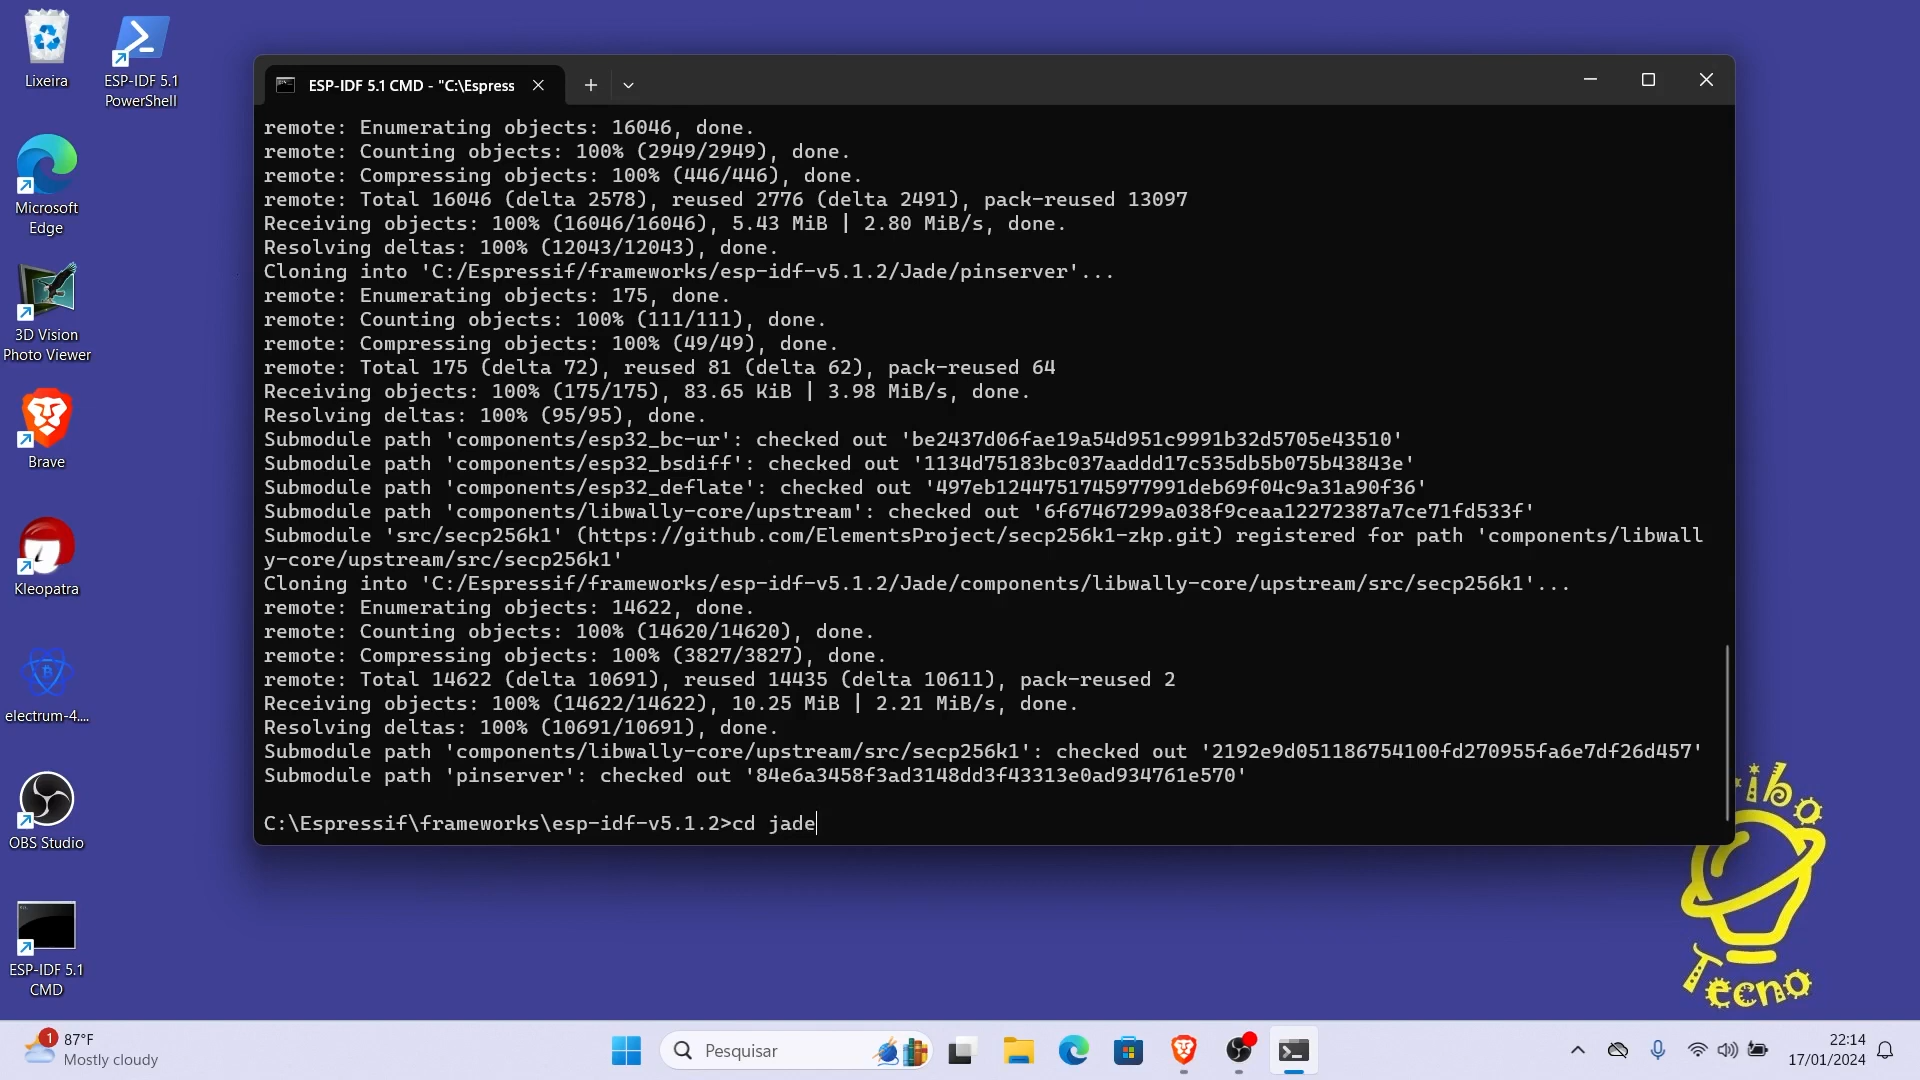 Lixeira
ESP-IDF 5.1
PowerShell
Microsoft
Edge
3D Vision
Photo Viewer
Brave
Kleopatra
electrum-4....
OBS Studio
ESP-IDF 5.1
CMD
ESP-IDF 5.1 CMD - "C:\Espress
remote: Enumerating objects: 16046, done.
remote: Counting objects: 100% (2949/2949), done.
remote: Compressing objects: 100% (446/446), done.
remote: Total 16046 (delta 2578), reused 2776 (delta 2491), pack-reused 13097
Receiving objects: 100% (16046/16046), 5.43 MiB | 2.80 MiB/s, done.
Resolving deltas: 100% (12043/12043), done.
Cloning into 'C:/Espressif/frameworks/esp-idf-v5.1.2/Jade/pinserver'...
remote: Enumerating objects: 175, done.
remote: Counting objects: 100% (111/111), done.
remote: Compressing objects: 100% (49/49), done.
remote: Total 175 (delta 72), reused 81 (delta 62), pack-reused 64
Receiving objects: 100% (175/175), 83.65 KiB | 3.98 MiB/s, done.
Resolving deltas: 100% (95/95), done.
Submodule path 'components/esp32_bc-ur': checked out 'be2437d06fae19a54d951c9991b32d5705e43510'
Submodule path 'components/esp32_bsdiff': checked out '1134d75183bc037aaddd17c535db5b075b43843e'
Submodule path 'components/esp32_deflate': checked out '497eb1244751745977991deb69f04c9a31a90f36'
Submodule path 'components/libwally-core/upstream': checked out '6f67467299a038f9ceaa12272387a7ce71fd533f'
Submodule 'src/secp256k1' (https://github.com/ElementsProject/secp256k1-zkp.git) registered for path 'components/libwall
y-core/upstream/src/secp256k1'
Cloning into 'C:/Espressif/frameworks/esp-idf-v5.1.2/Jade/components/libwally-core/upstream/src/secp256k1'...
remote: Enumerating objects: 14622, done.
remote: Counting objects: 100% (14620/14620), done.
remote: Compressing objects: 100% (3827/3827), done.
remote: Total 14622 (delta 10691), reused 14435 (delta 10611), pack-reused 2
Receiving objects: 100% (14622/14622), 10.25 MiB | 2.21 MiB/s, done.
Resolving deltas: 100% (10691/10691), done.
Submodule path 'components/libwally-core/upstream/src/secp256k1': checked out '2192e9d051186754100fd270955fa6e7df26d457'
Submodule path 'pinserver': checked out '84e6a3458f3ad3148dd3f43313e0ad934761e570'
C:\Espressif\frameworks\esp-idf-v5.1.2>cd jade
ribo
Tecno
1
87°F
Mostly cloudy
Pesquisar
22:14
17/01/2024